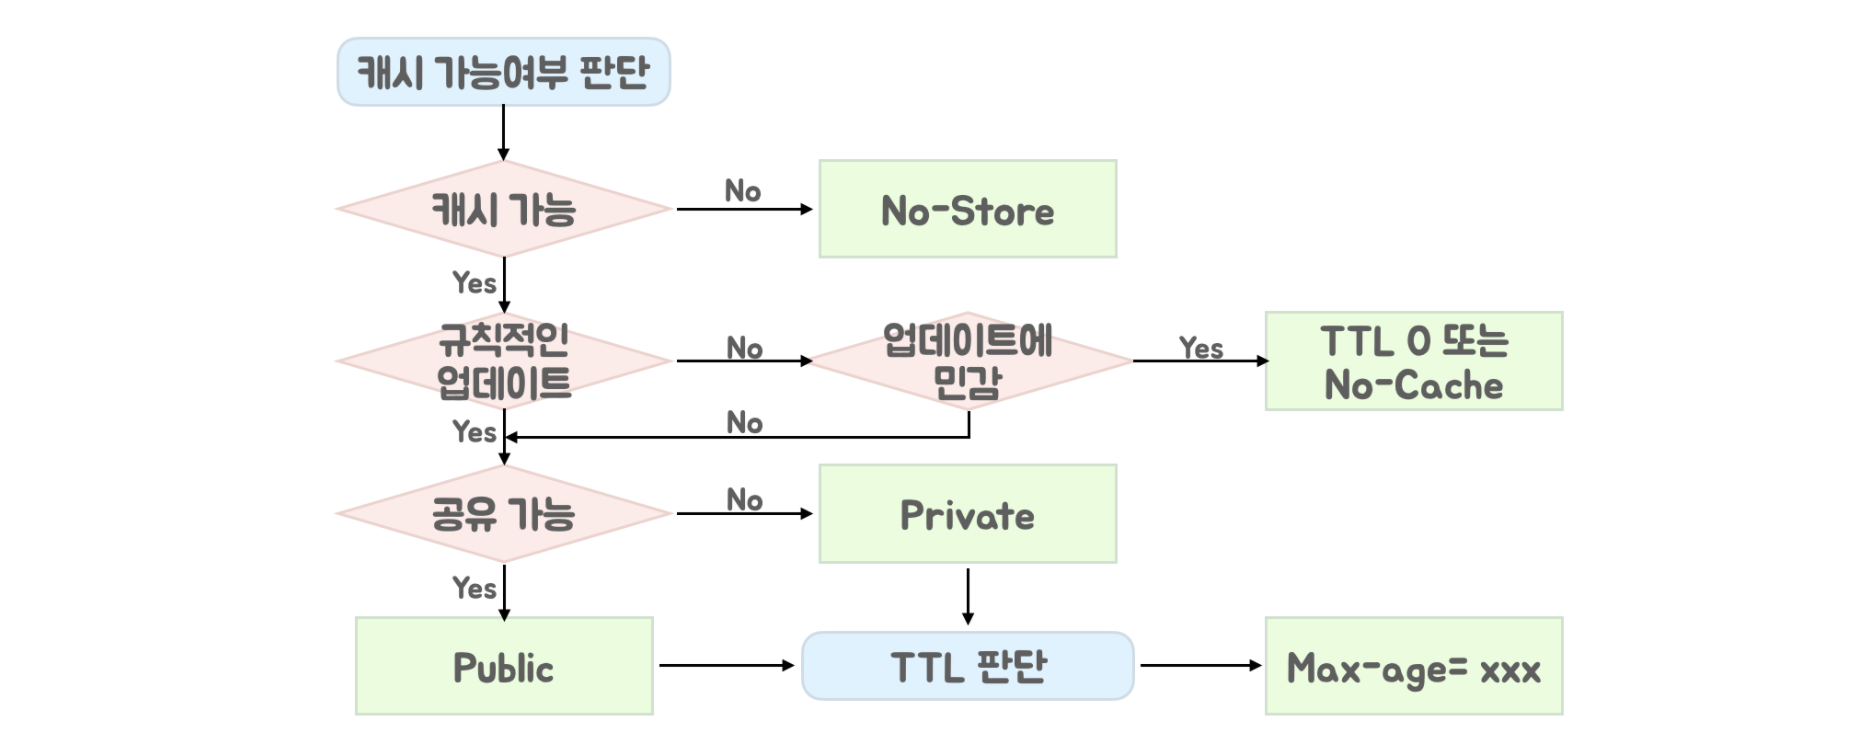 캐시 가능여부 판단
캐시 가능
No
No-Store
Yes
규칙적인
업데이트
No
업데이트에
민감
Yes
TTL 0 또는
No-Cache
Yes
No
공유 가능
No
Private
Yes
Public
TTL 판단
Max-age= xxx